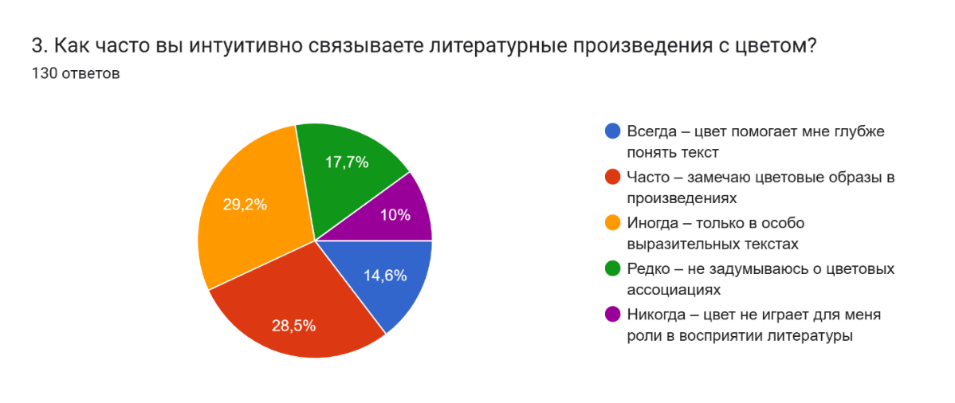 3. Как часто вы интуитивно связываете литературные произведения с цветом?
130 ответов
17,7%
29,2%
10%
14,6%
28,5%
Всегда – цвет помогает мне глубже
понять текст
Часто – замечаю цветовые образы в
произведениях
Иногда – только в особо
выразительных текстах
Редко – не задумываюсь о цветовых
ассоциациях
Никогда – цвет не играет для меня
роли в восприятии литературы